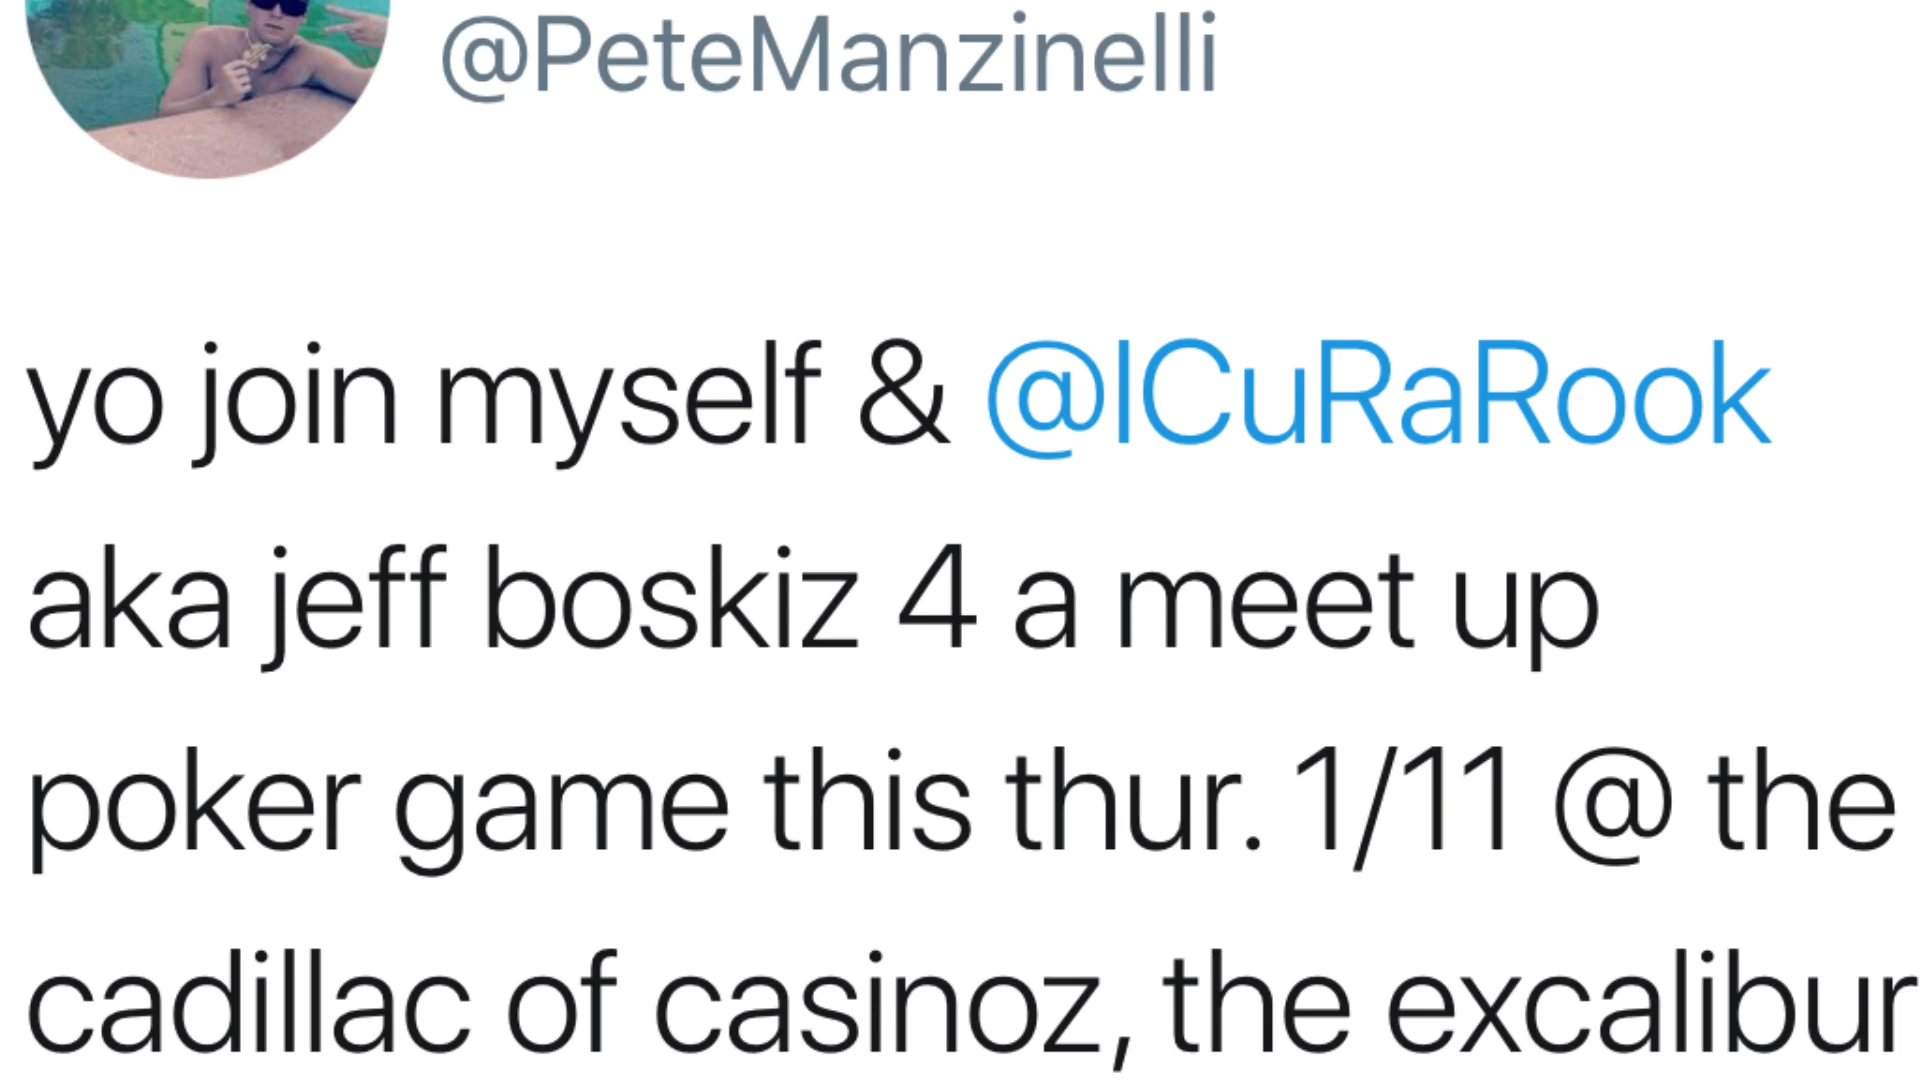 @PeteManzinelli
yo join myself & @ICuRaRook
aka jeff boskiz 4 a meet up
poker game this thur. 1/11 @ the
cadillac of casinoz, the excalibur